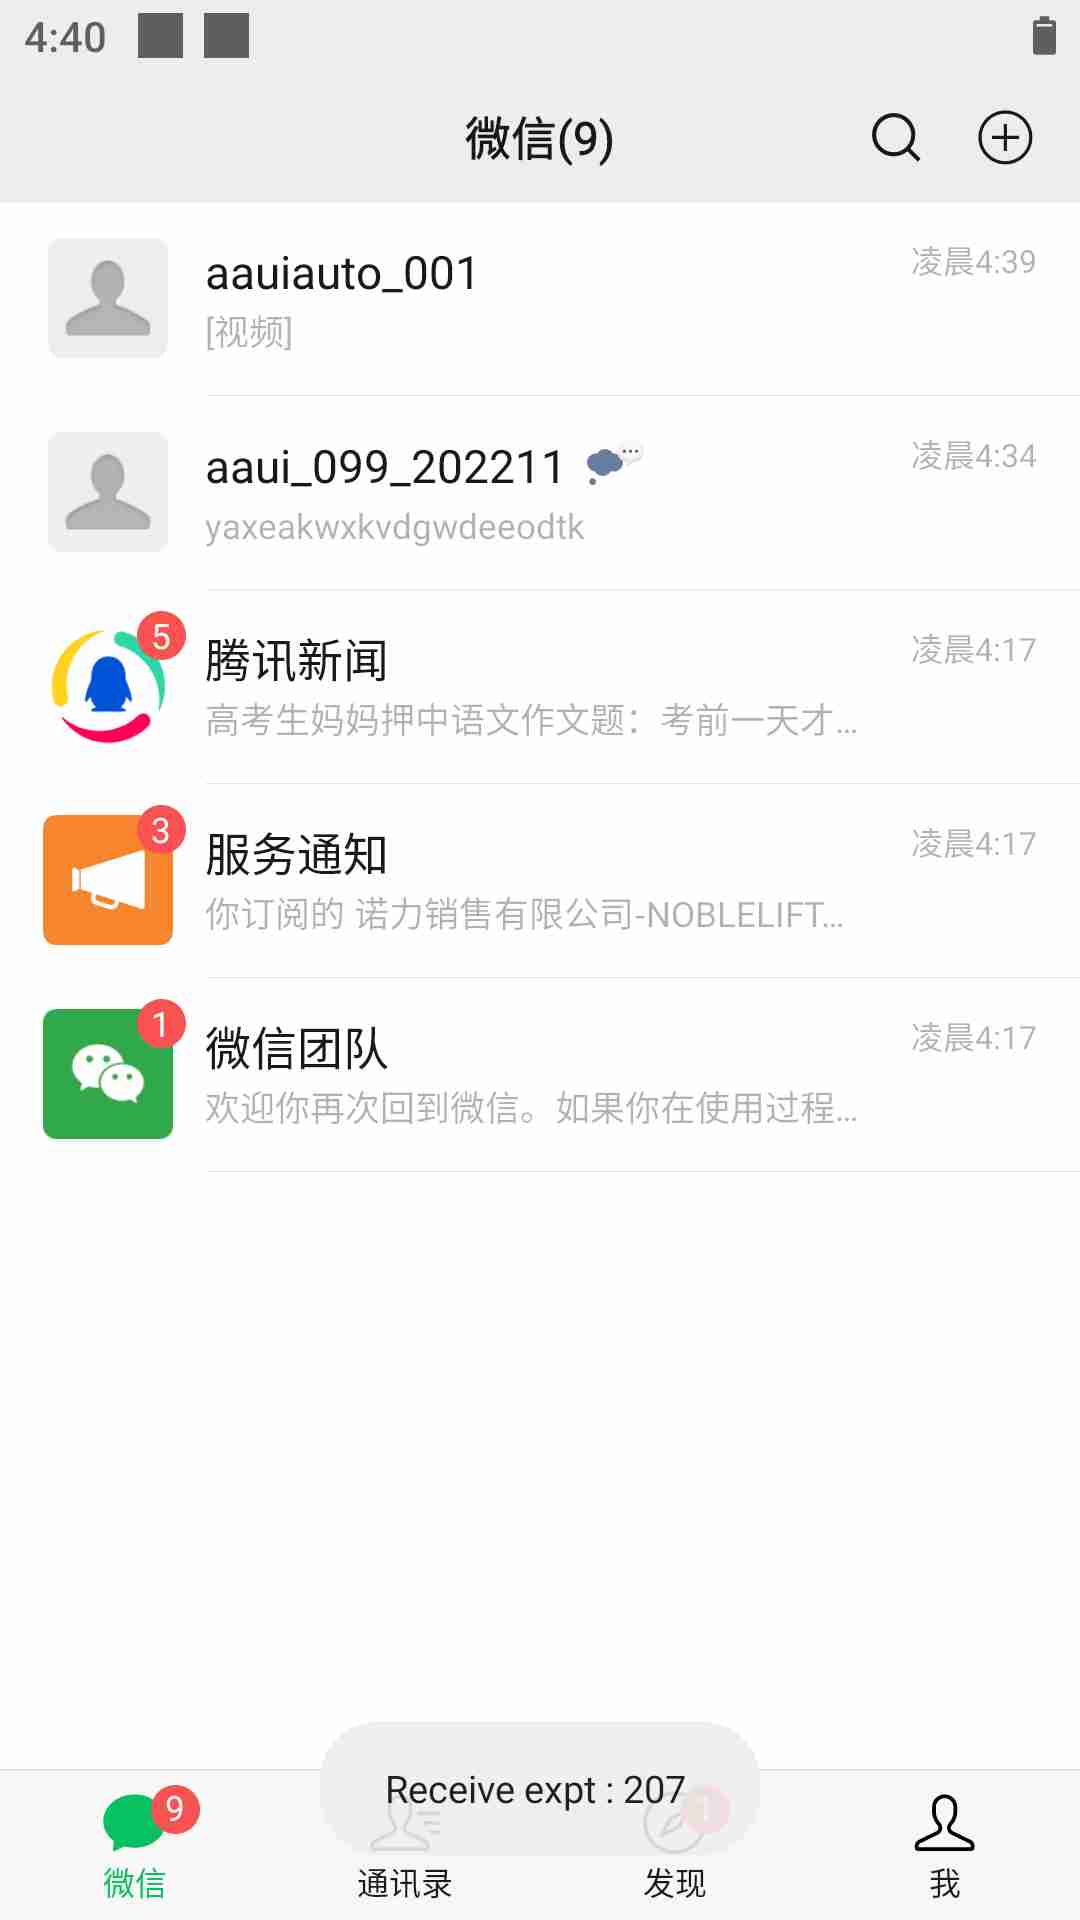 4:40
微信(9)
aauiauto_001
凌晨4:39
[视频]
aaui_099_202211
凌晨4:34
yaxeakwxkvdgwdeeodtk
5
腾讯新闻
凌晨4:17
高考生妈妈押中语文作文题：考前一天才...
3
服务通知
凌晨4:17
你订阅的 诺力销售有限公司-NOBLELIFT...
1
微信团队
凌晨4:17
欢迎你再次回到微信。如果你在使用过程...
Receive expt : 207
9
1
微信
通讯录
发现
我